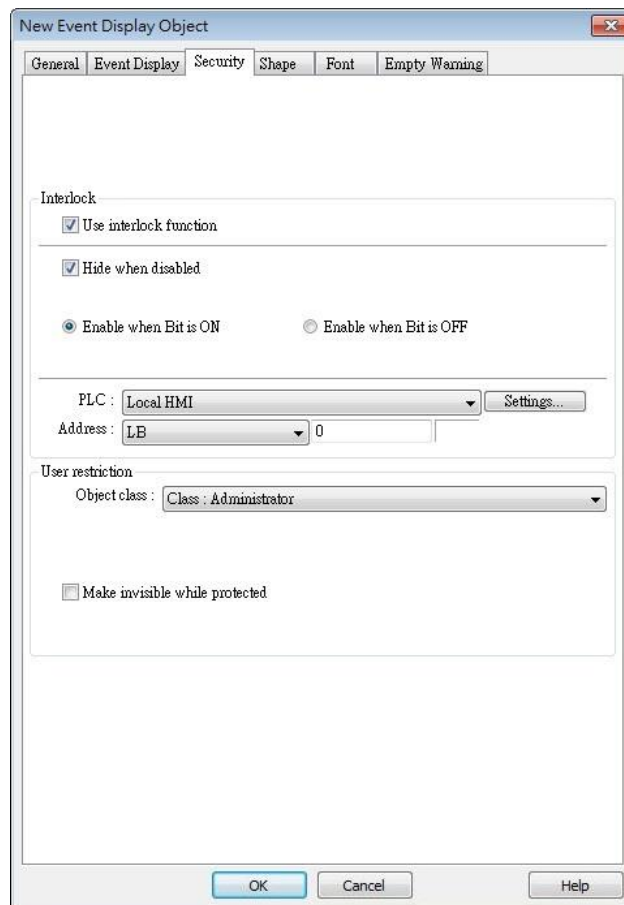 New Event Display Object
General Event Display Security Shape Font Empty Warning
Interlock
Use interlock function
Hide when disabled
Enable when Bit is ON Enable when Bit is OFF
PLC : Local HMI Settings...
Address : LB 0
User restriction
Object class : Class : Administrator
Make invisible while protected
OK Cancel Help